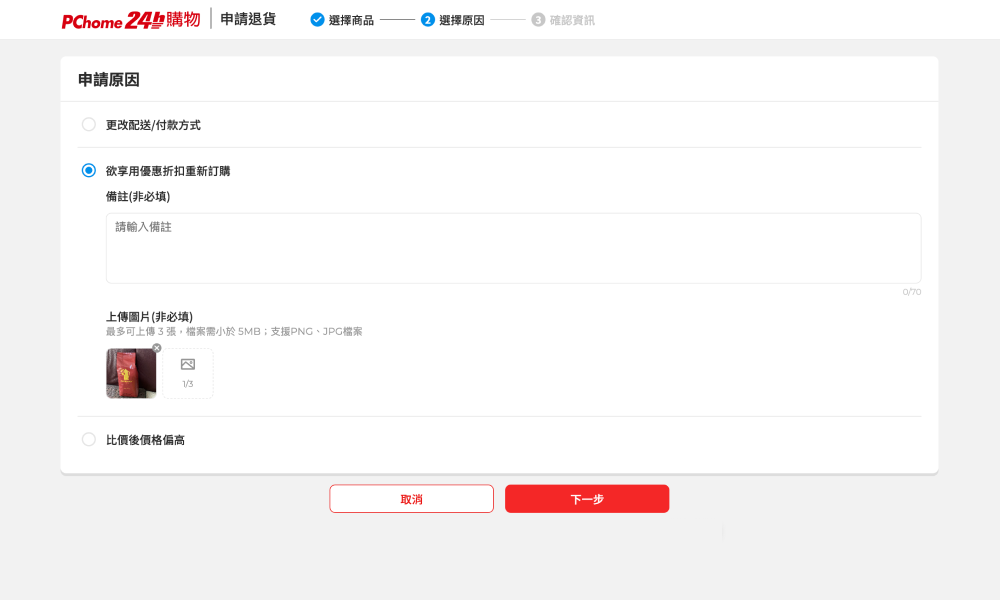 PChome 24h購物 申請退貨 選擇商品 2 選擇原因 3 確認資訊
申請原因
更改配送/付款方式
欲享用優惠折扣重新訂購
備註(非必填)
請輸入備註
0/70
上傳圖片(非必填)
最多可上傳 3 張，檔案需小於 5MB；支援PNG、JPG檔案
1/3
比價後價格偏高
取消 下一步